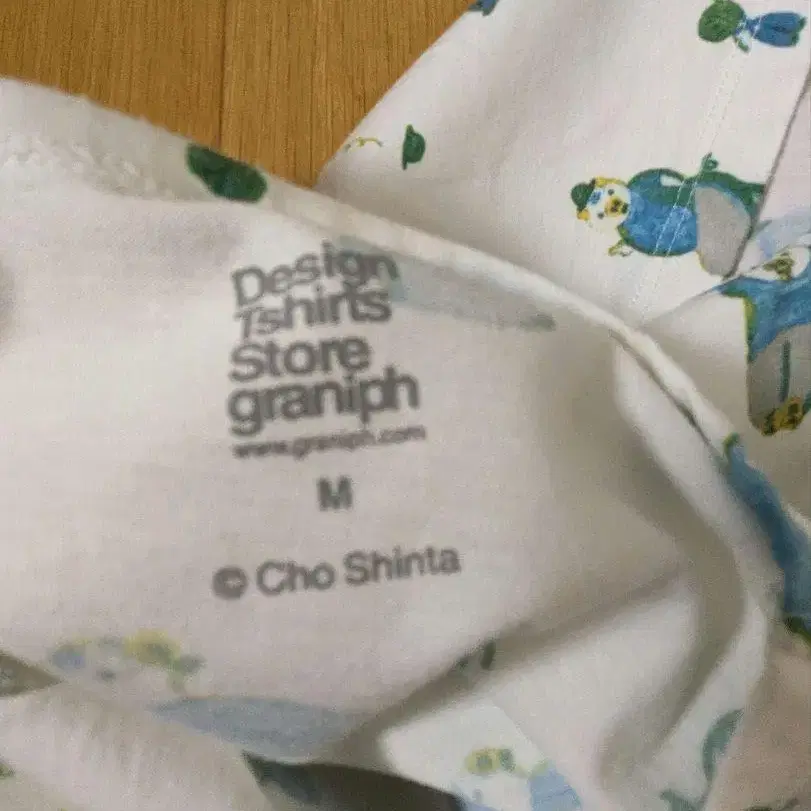 Design
Tshirts
Store
graniph
www.graniph.com
M
© Cho Shinta